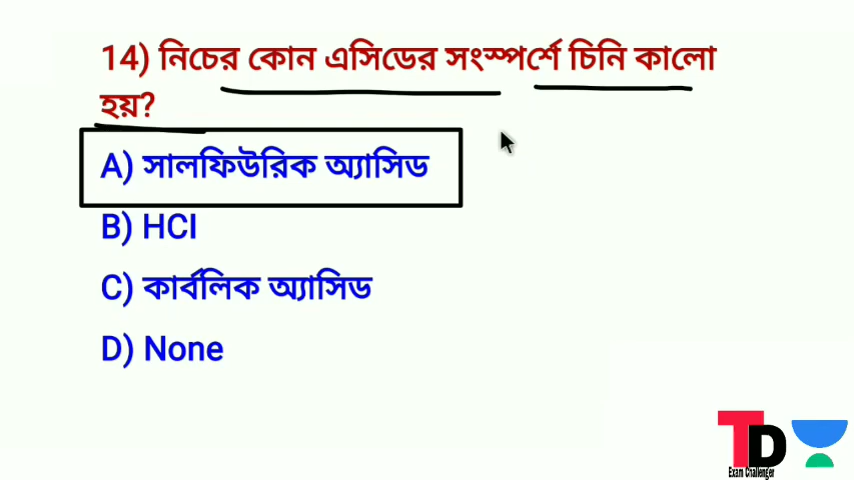 14) নিচের কোন এসিডের সংস্পর্শে চিনি কালো
হয়?
A) সালফিউরিক অ্যাসিড
B) HCl
C) কার্বলিক অ্যাসিড
D) None
TD
Exam Challenger